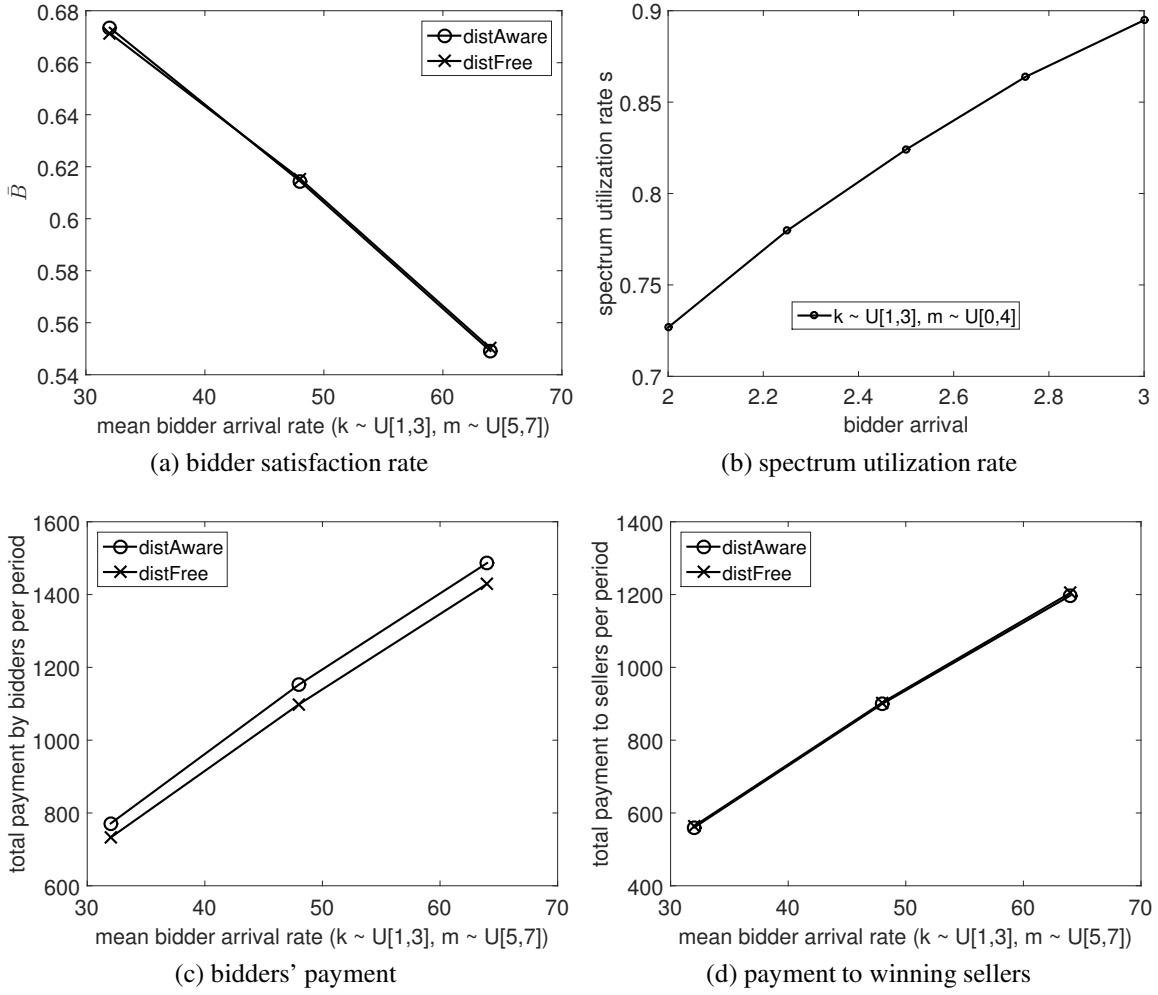 0.68
0.66
0.64
0.62
0.6
0.58
0.56
0.54
B̄
distAware
distFree
30 40 50 60 70
mean bidder arrival rate (k ~ U[1,3], m ~ U[5,7])
(a) bidder satisfaction rate
0.9
0.85
0.8
0.75
0.7
spectrum utilization rate s
k ~ U[1,3], m ~ U[0,4]
2 2.2 2.4 2.6 2.8 3
bidder arrival
(b) spectrum utilization rate
1600
1400
1200
1000
800
600
total payment by bidders per period
distAware
distFree
30 40 50 60 70
mean bidder arrival rate (k ~ U[1,3], m ~ U[5,7])
(c) bidders' payment
1400
1200
1000
800
600
400
total payment to sellers per period
distAware
distFree
30 40 50 60 70
mean bidder arrival rate (k ~ U[1,3], m ~ U[5,7])
(d) payment to winning sellers